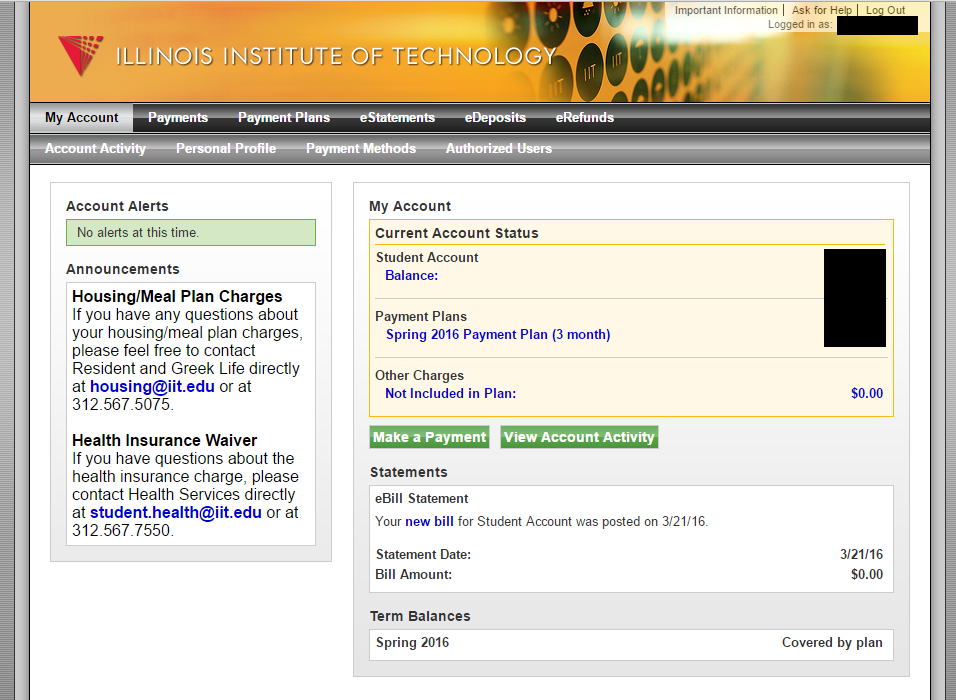 Important Information | Ask for Help | Log Out
Logged in as:
ILLINOIS INSTITUTE OF TECHNOLOGY
IIT
IIT
My Account Payments Payment Plans eStatements eDeposits eRefunds
Account Activity Personal Profile Payment Methods Authorized Users
Account Alerts
No alerts at this time.
Announcements
Housing/Meal Plan Charges
If you have any questions about
your housing/meal plan charges,
please feel free to contact
Resident and Greek Life directly
at housing@iit.edu or at
312.567.5075.
Health Insurance Waiver
If you have questions about the
health insurance charge, please
contact Health Services directly
at student.health@iit.edu or at
312.567.7550.
My Account
Current Account Status
Student Account
Balance:
Payment Plans
Spring 2016 Payment Plan (3 month)
Other Charges
Not Included in Plan: $0.00
Make a Payment View Account Activity
Statements
eBill Statement
Your new bill for Student Account was posted on 3/21/16.
Statement Date: 3/21/16
Bill Amount: $0.00
Term Balances
Spring 2016 Covered by plan